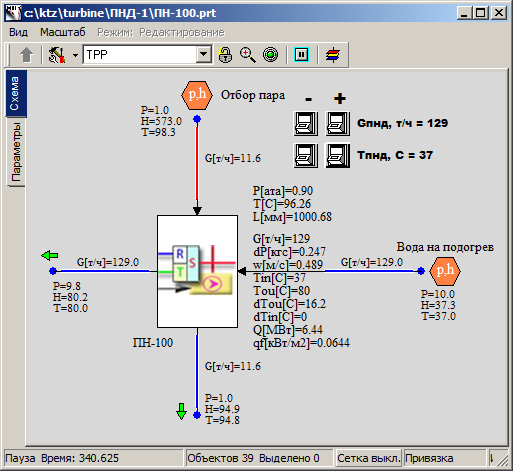 c:\ktz\turbine\ПНД-1\ПН-100.prt
Вид Масштаб Режим: Редактирование
TPP
Схема
Параметры
p,h
Отбор пара
- +
P=1.0
H=573.0
T=98.3
Gпнд, т/ч = 129
Tпнд, С = 37
G[т/ч]=11.6
P[ата]=0.90
T[C]=96.26
L[мм]=1000.68
G[т/ч]=129
dP[кгс]=0.247
w[м/с]=0.489
Tin[C]=37
Tou[C]=80
dTou[C]=16.2
dTin[C]=0
Q[МВт]=6.44
qf[кВт/м2]=0.0644
Вода на подогрев
G[т/ч]=129.0
R
T
S
G[т/ч]=129.0
p,h
P=9.8
H=80.2
T=80.0
P=10.0
H=37.3
T=37.0
ПН-100
G[т/ч]=11.6
P=1.0
H=94.9
T=94.8
Пауза Время: 340.625
Объектов 39 Выделено 0
Сетка выкл.
Привязка